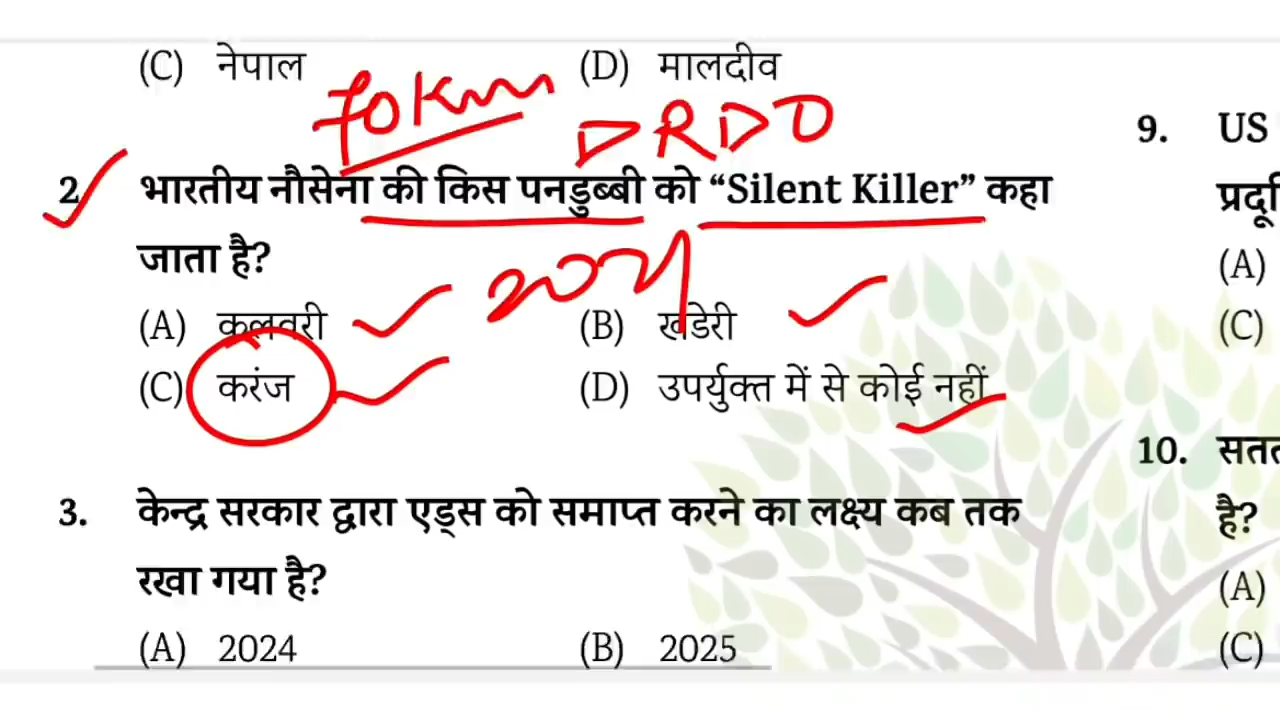 (C) नेपाल (D) मालदीव
70Km DRDO
2. भारतीय नौसेना की किस पनडुब्बी को “Silent Killer” कहा
जाता है?
2021
(A) कलवरी (B) खंडेरी
(C) करंज (D) उपर्युक्त में से कोई नहीं
3. केन्द्र सरकार द्वारा एड्स को समाप्त करने का लक्ष्य कब तक
रखा गया है?
(A) 2024 (B) 2025
9. US
(A)
(C)
10.
है?
(A)
(C)